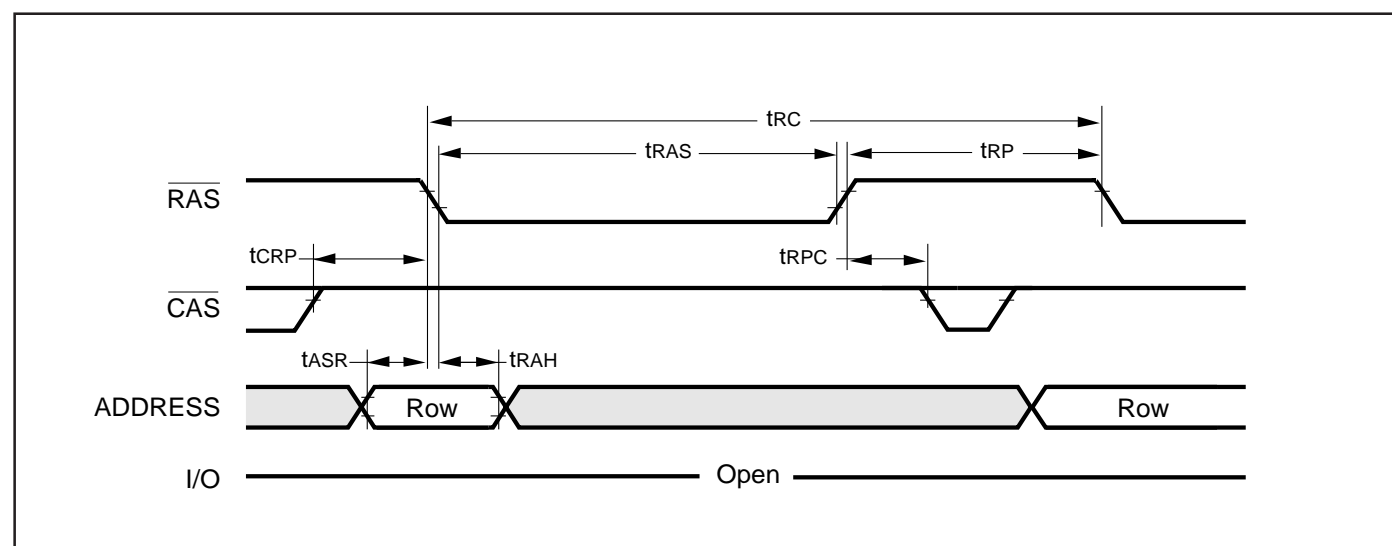 tRC
tRAS
tRP
RAS
tCRP
tRPC
CAS
tASR
tRAH
ADDRESS
Row
Row
I/O
Open